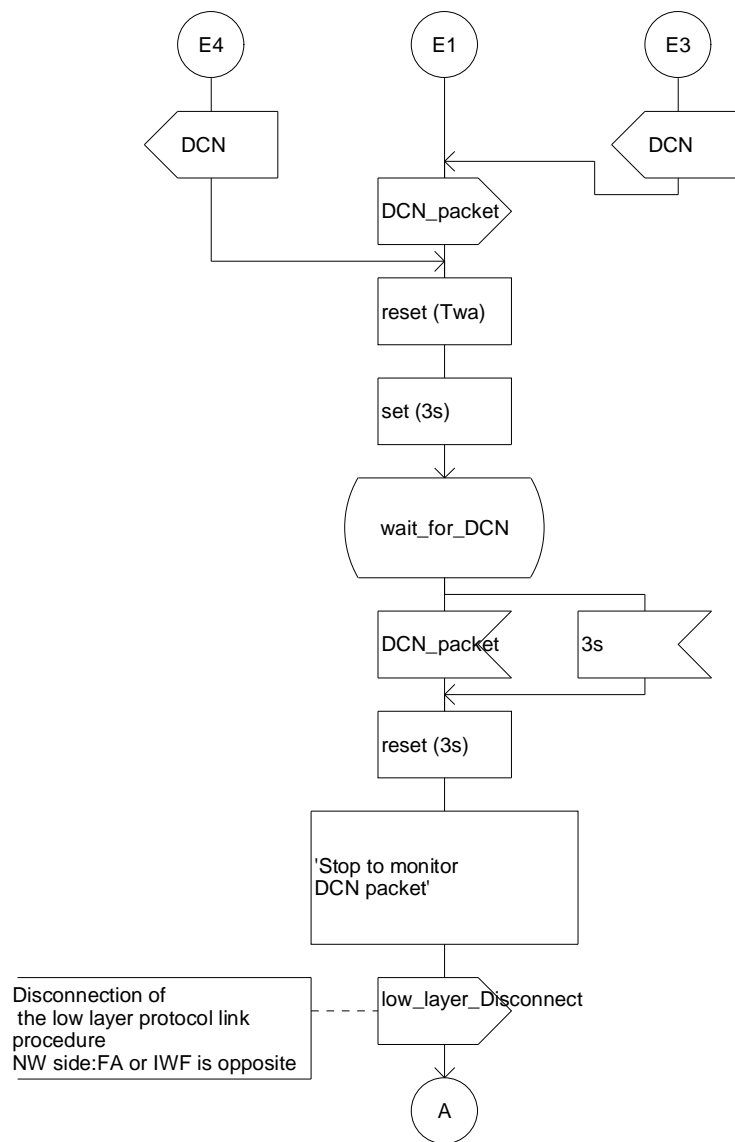 E4
E1
E3
DCN
DCN
DCN_packet
reset (Twa)
set (3s)
wait_for_DCN
DCN_packet
3s
reset (3s)
'Stop to monitor
DCN packet'
low_layer_Disconnect
Disconnection of
the low layer protocol link
procedure
NW side:FA or IWF is opposite
A